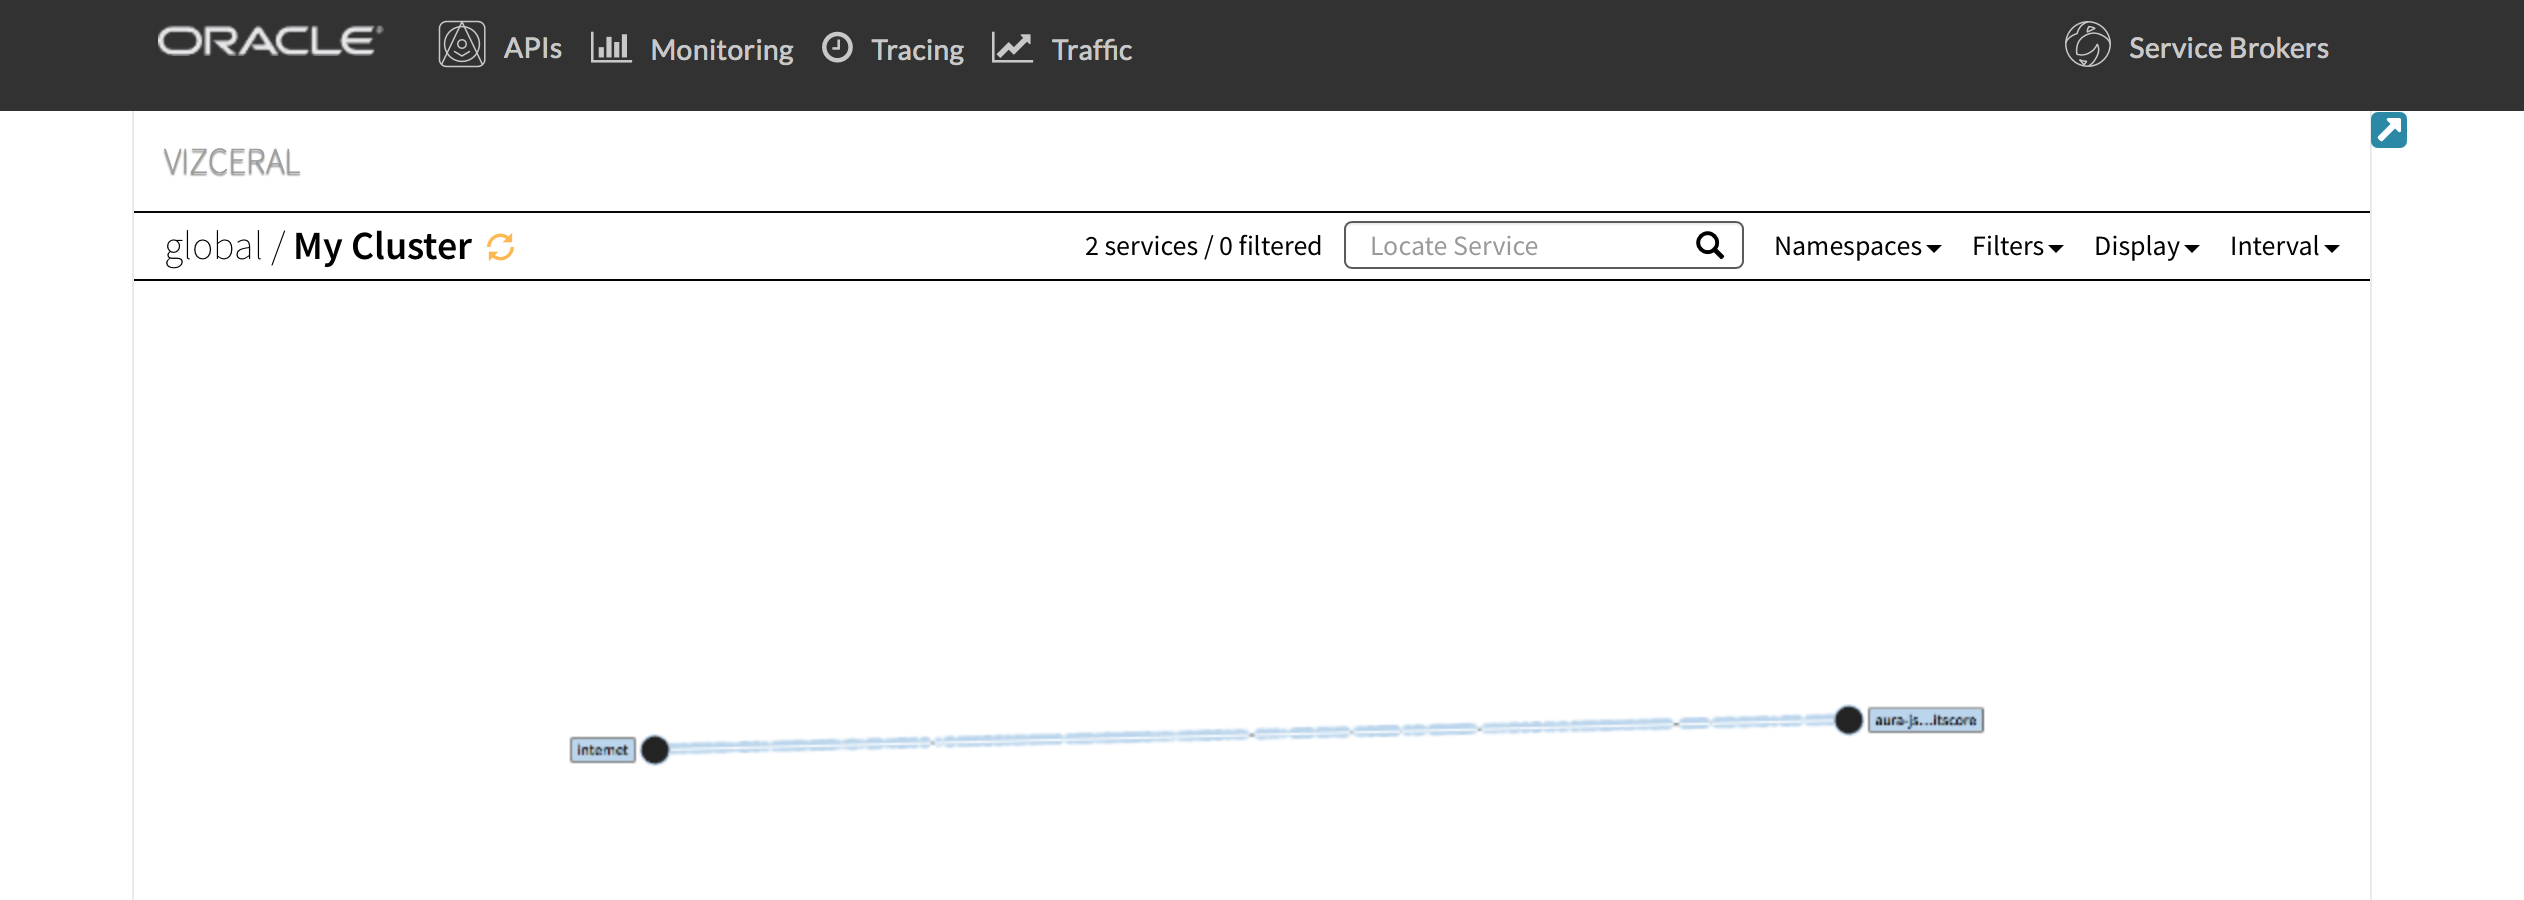 ORACLE APIs Monitoring Tracing Traffic Service Brokers
VIZCERAL
global / My Cluster 2 services / 0 filtered Locate Service Namespaces Filters Display Interval
internet
aura-js...itscore